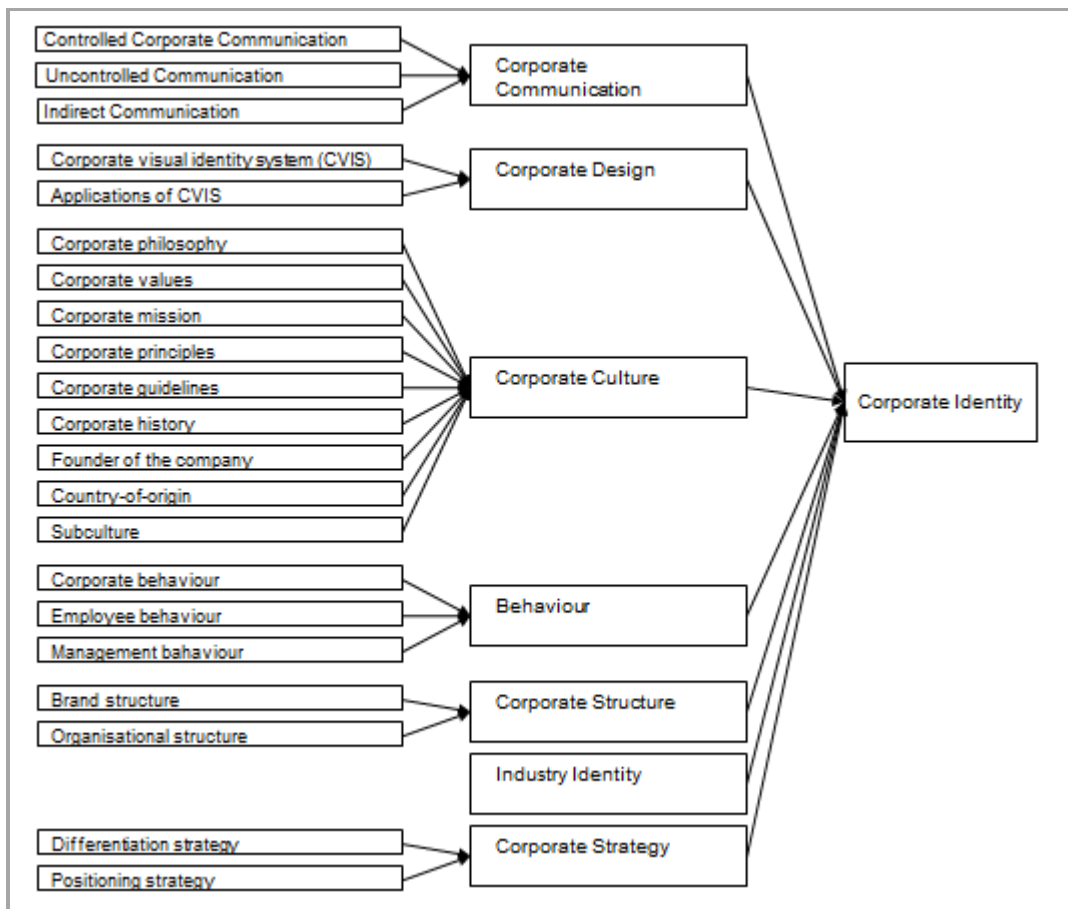 Controlled Corporate Communication
Uncontrolled Communication
Indirect Communication
Corporate
Communication
Corporate visual identity system (CVIS)
Applications of CVIS
Corporate Design
Corporate philosophy
Corporate values
Corporate mission
Corporate principles
Corporate guidelines
Corporate history
Founder of the company
Country-of-origin
Subculture
Corporate Culture
Corporate behaviour
Employee behaviour
Management bahaviour
Behaviour
Brand structure
Organisational structure
Corporate Structure
Industry Identity
Differentiation strategy
Positioning strategy
Corporate Strategy
Corporate Identity